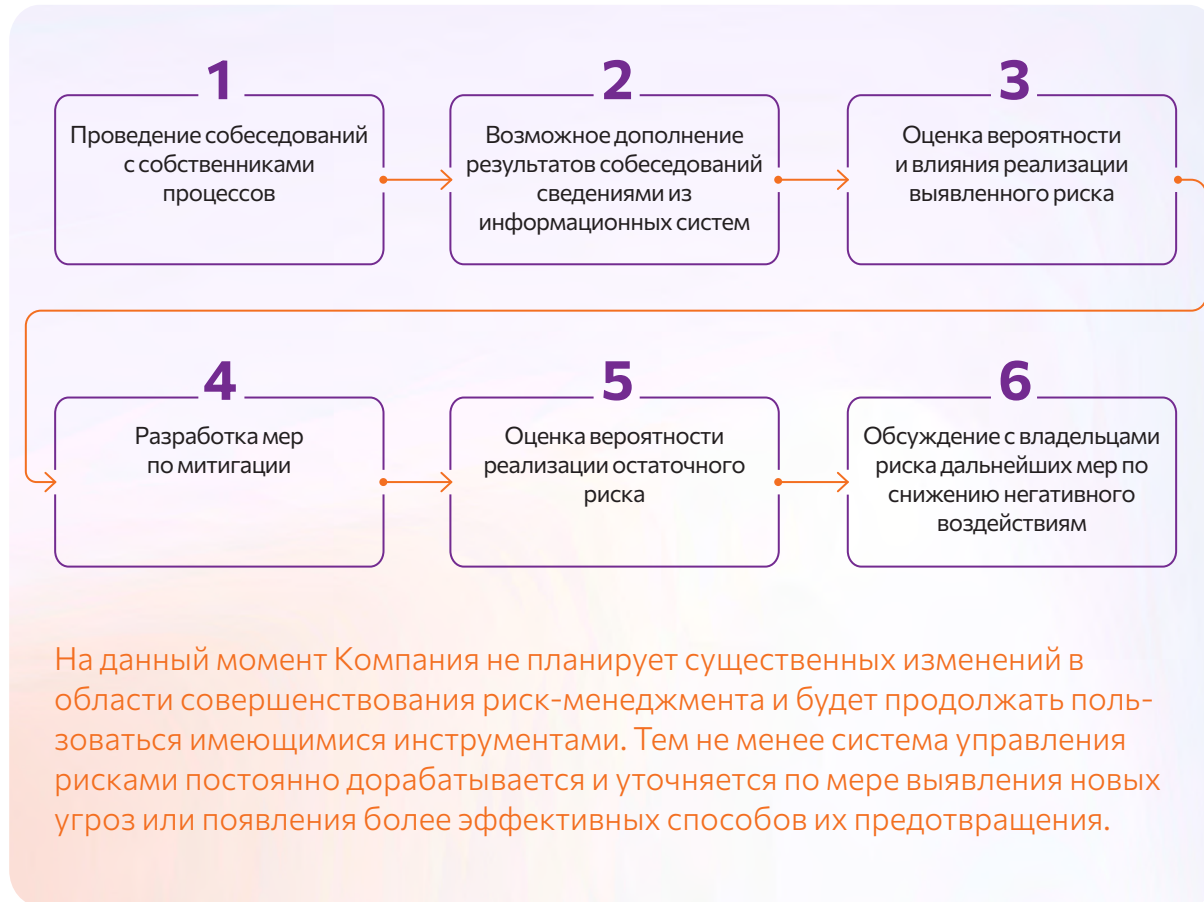 1
Проведение собеседований
с собственниками
процессов
2
Возможное дополнение
результатов собеседований
сведениями из
информационных систем
3
Оценка вероятности
и влияния реализации
выявленного риска
4
Разработка мер
по митигации
5
Оценка вероятности
реализации остаточного
риска
6
Обсуждение с владельцами
риска дальнейших мер по
снижению негативного
воздействиям
На данный момент Компания не планирует существенных изменений в
области совершенствования риск-менеджмента и будет продолжать поль-
зоваться имеющимися инструментами. Тем не менее система управления
рисками постоянно дорабатывается и уточняется по мере выявления новых
угроз или появления более эффективных способов их предотвращения.